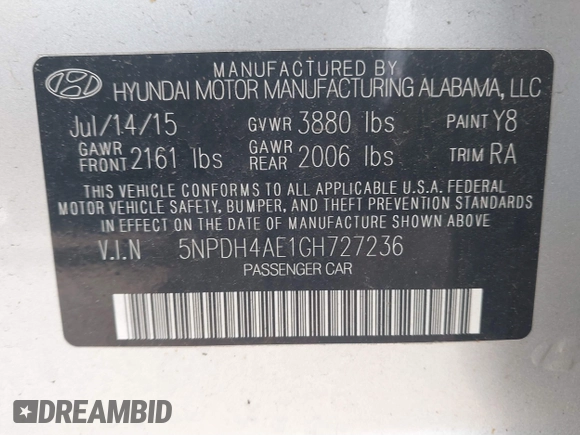 MANUFACTURED BY
HYUNDAI MOTOR MANUFACTURING ALABAMA, LLC
Jul/14/15 GVWR 3880 lbs PAINT Y8
GAWR FRONT 2161 lbs GAWR REAR 2006 lbs TRIM RA
THIS VEHICLE CONFORMS TO ALL APPLICABLE U.S.A. FEDERAL
MOTOR VEHICLE SAFETY, BUMPER, AND THEFT PREVENTION STANDARDS
IN EFFECT ON THE DATE OF MANUFACTURE SHOWN ABOVE
V.I.N 5NPDH4AE1GH727236
PASSENGER CAR
DREAMBID